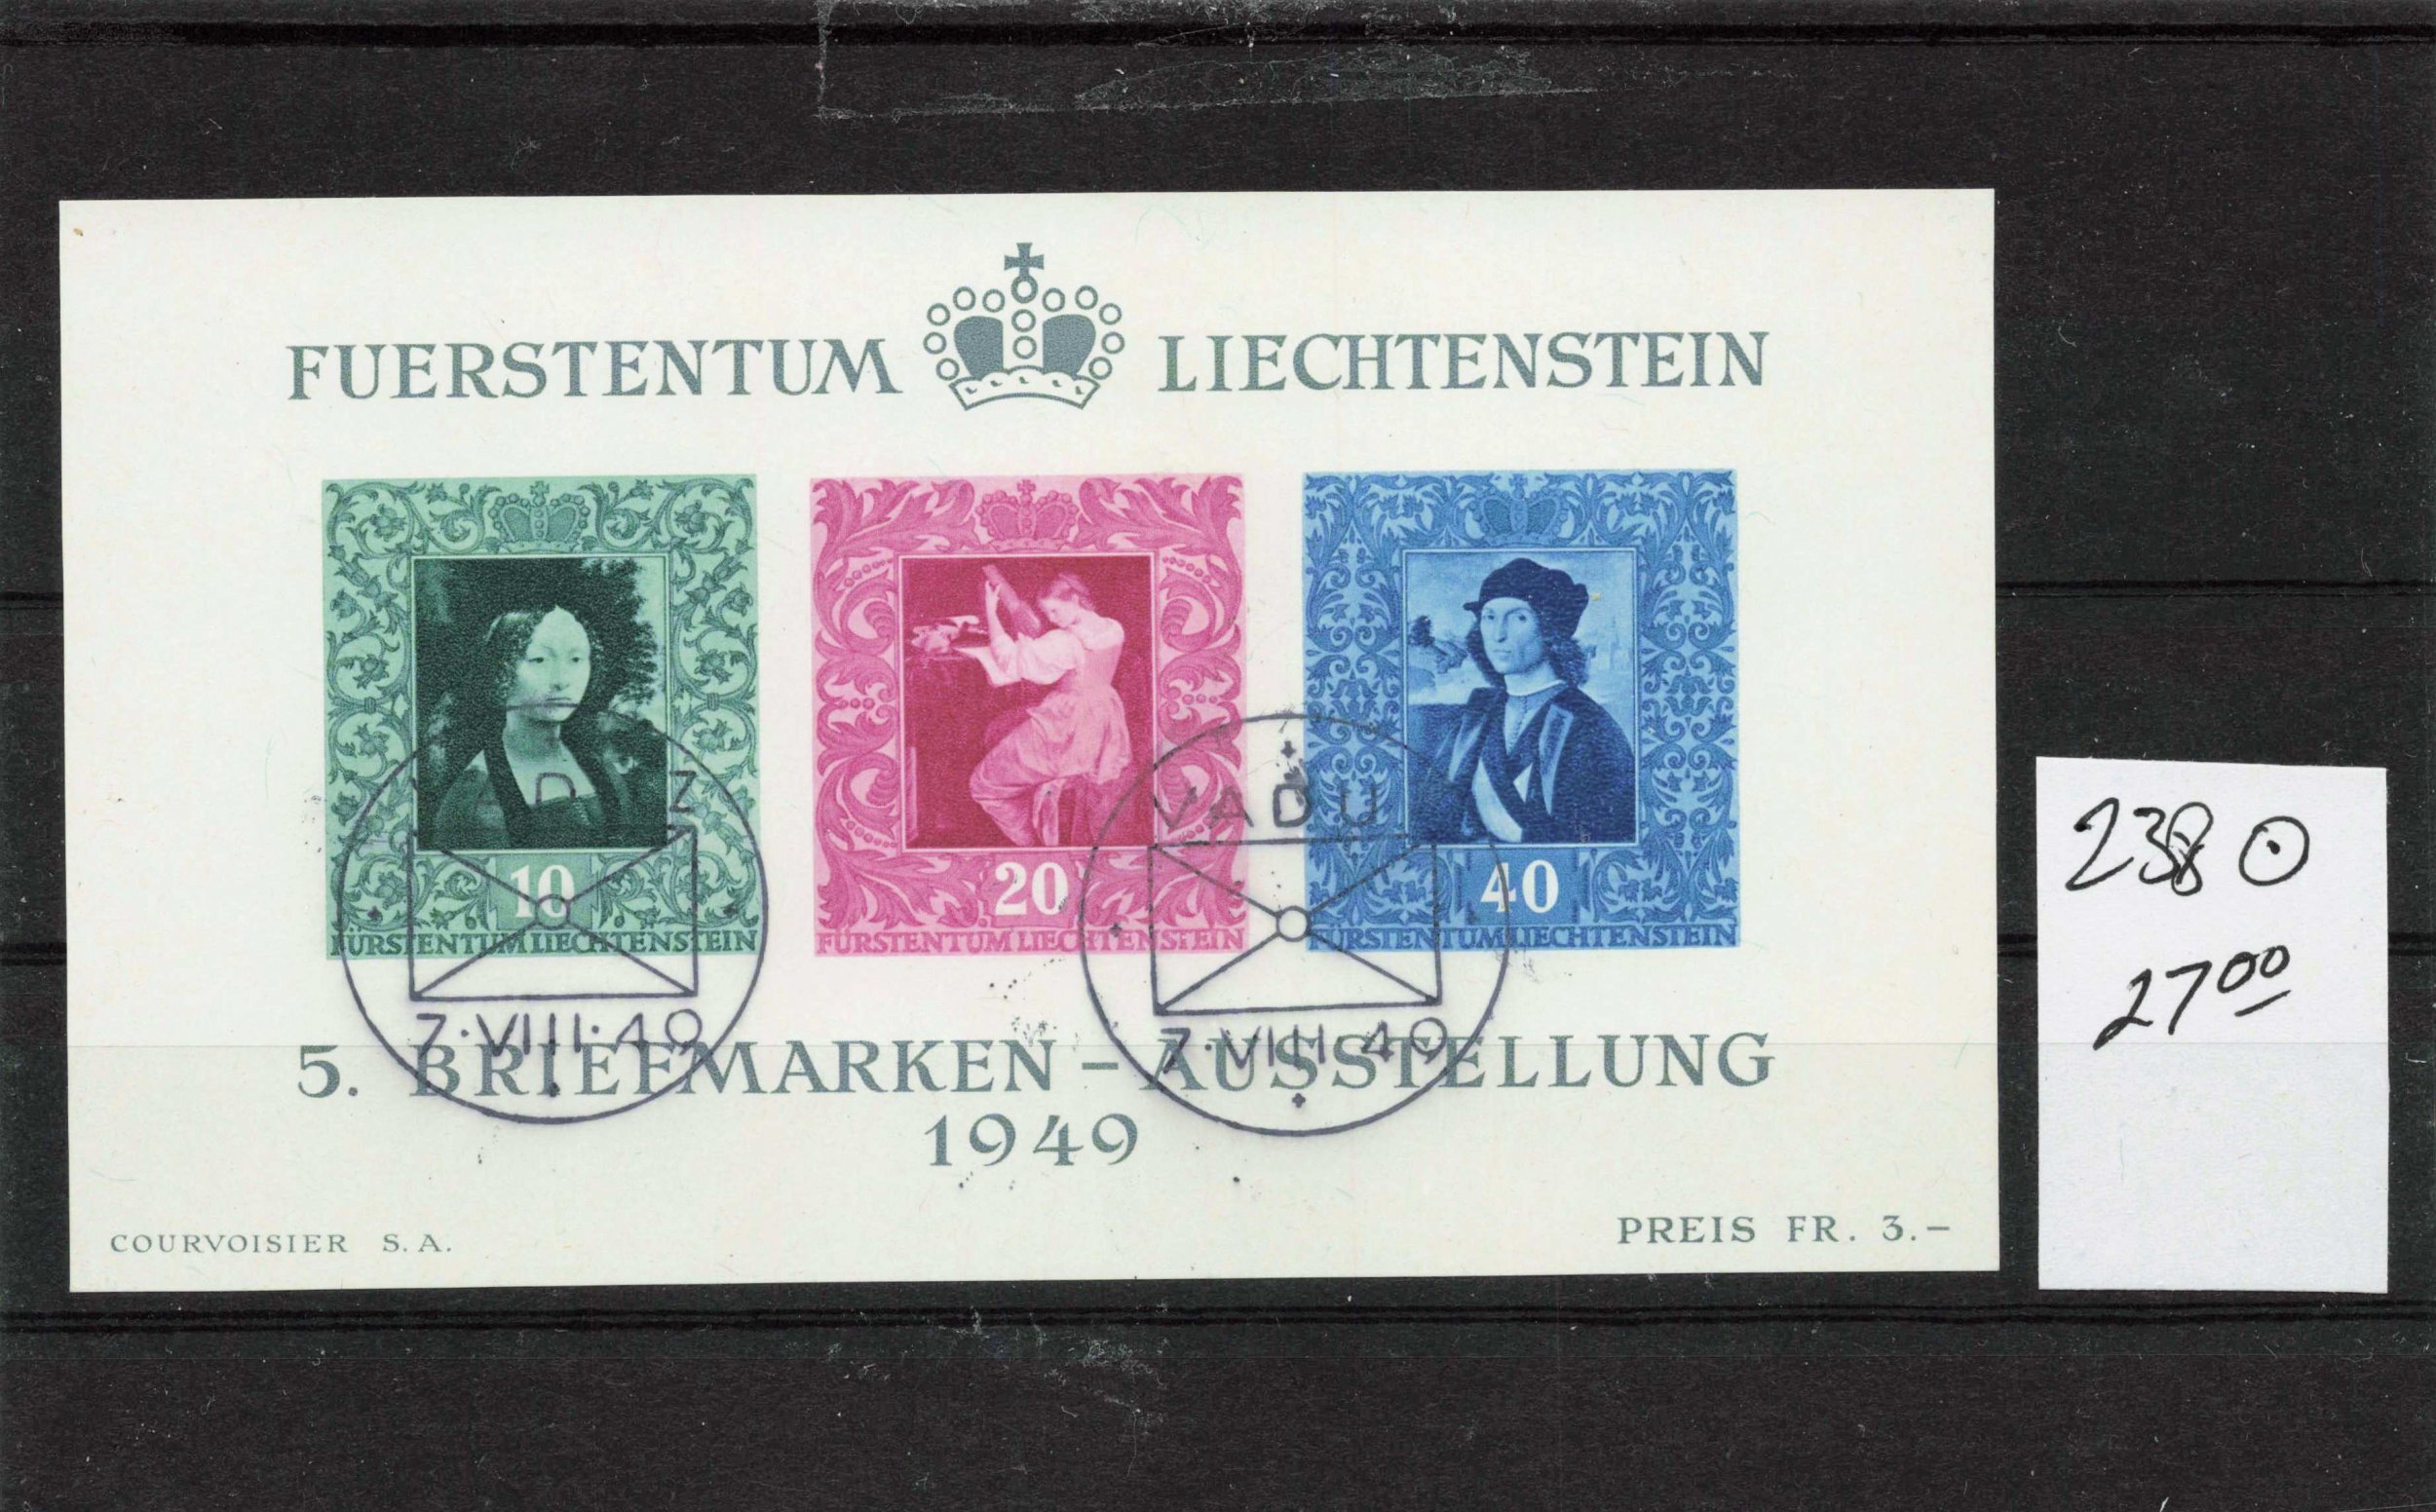 FUERSTENTUM LIECHTENSTEIN
10
FÜRSTENTUM LIECHTENSTEIN
20
FÜRSTENTUM LIECHTENSTEIN
40
FÜRSTENTUM LIECHTENSTEIN
VADUZ
7·VIII·49
VADU
7·VIII·49
5. BRIEFMARKEN – AUSSTELLUNG
1949
COURVOISIER S. A.
PREIS FR. 3.–
238
27 00